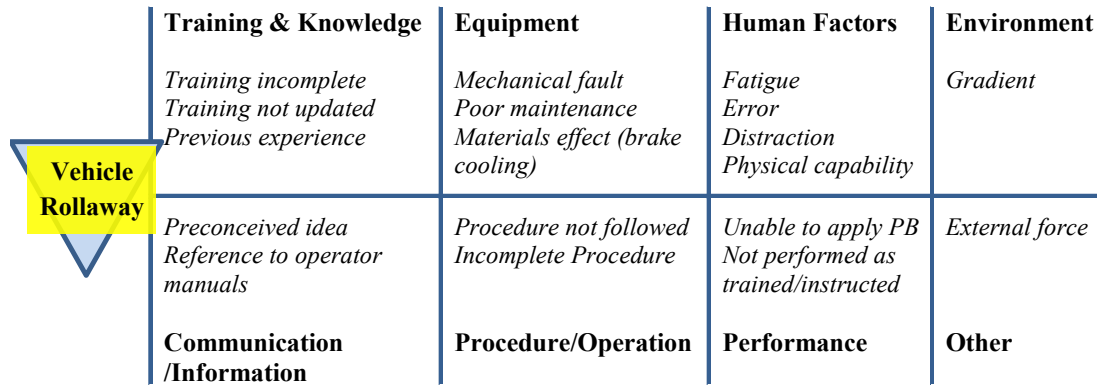 Training & Knowledge
Training incomplete
Training not updated
Previous experience
Equipment
Mechanical fault
Poor maintenance
Materials effect (brake
cooling)
Human Factors
Fatigue
Error
Distraction
Physical capability
Environment
Gradient
Vehicle
Rollaway
Preconceived idea
Reference to operator
manuals
Communication
/Information
Procedure not followed
Incomplete Procedure
Procedure/Operation
Unable to apply PB
Not performed as
trained/instructed
Performance
External force
Other